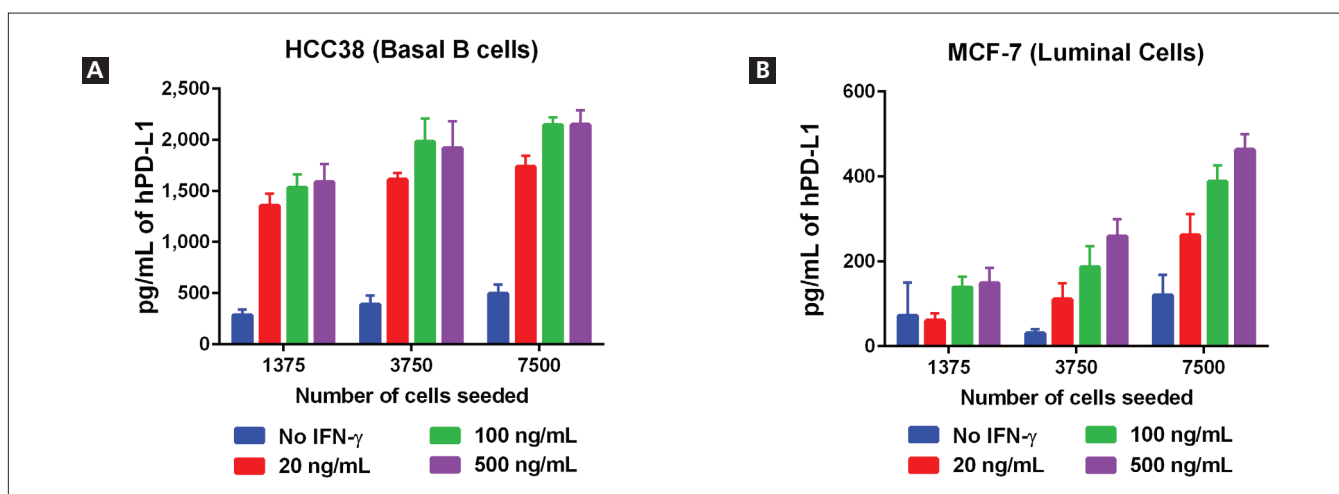 A
HCC38 (Basal B cells)
pg/mL of hPD-L1
2,500
2,000
1,500
1,000
500
0
1375 3750 7500
Number of cells seeded
No IFN-γ 100 ng/mL
20 ng/mL 500 ng/mL
B
MCF-7 (Luminal Cells)
pg/mL of hPD-L1
600
400
200
0
1375 3750 7500
Number of cells seeded
No IFN-γ 100 ng/mL
20 ng/mL 500 ng/mL